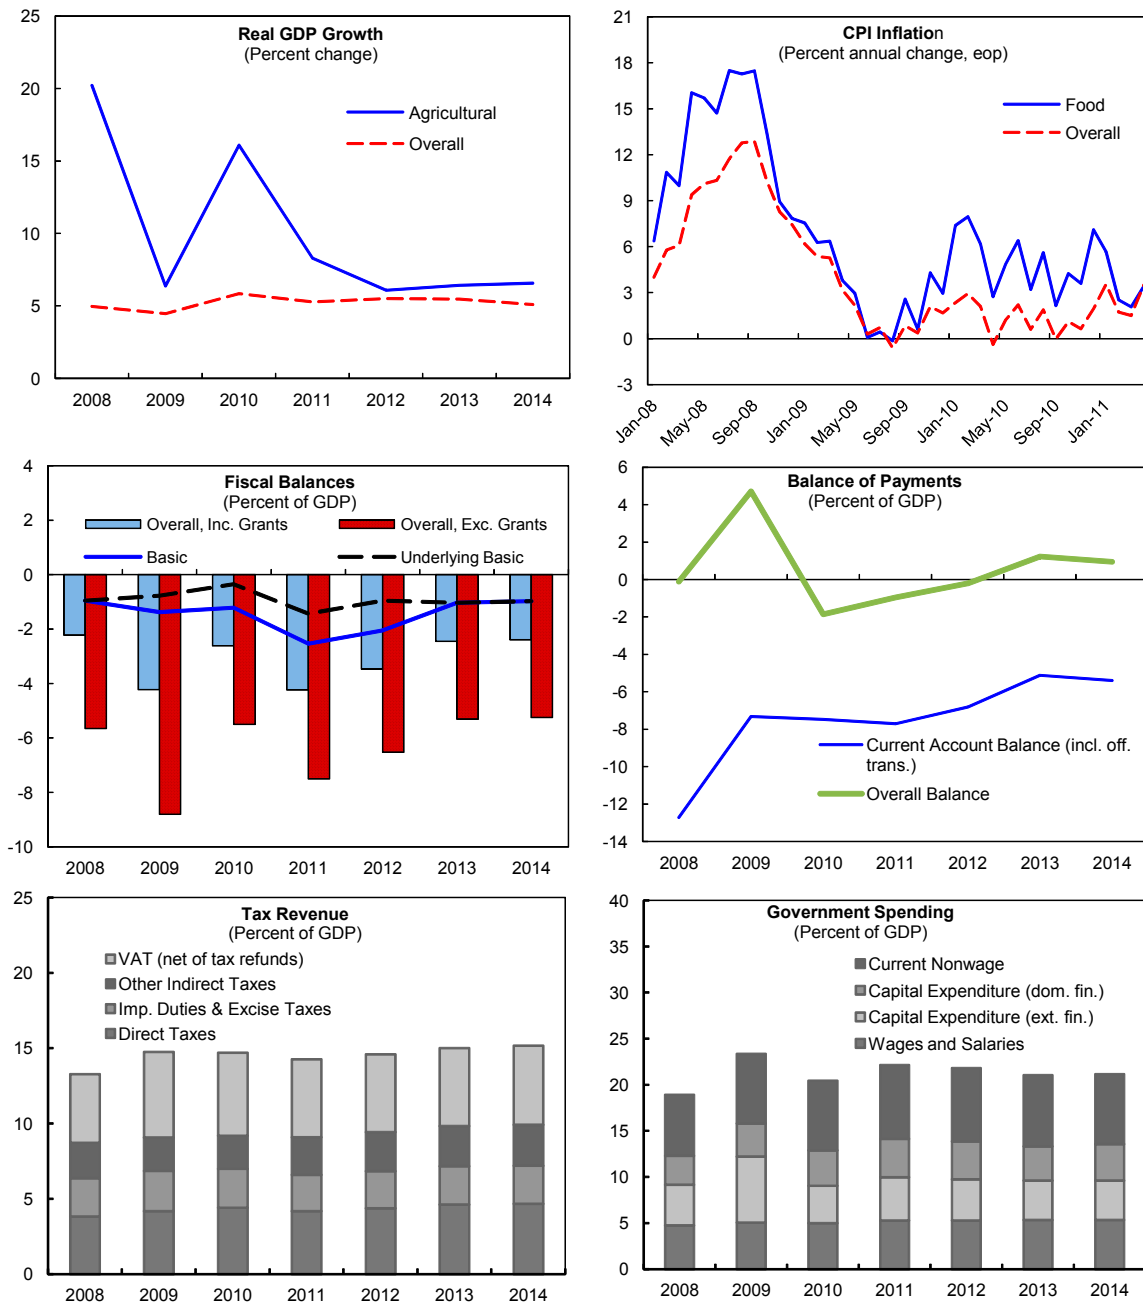 Real GDP Growth
(Percent change)
25
20
15
10
5
0
Agricultural
Overall
2008 2009 2010 2011 2012 2013 2014
CPI Inflation
(Percent annual change, eop)
21
18
15
12
9
6
3
0
-3
Food
Overall
Jan-08 May-08 Sep-08 Jan-09 May-09 Sep-09 Jan-10 May-10 Sep-10 Jan-11
Fiscal Balances
(Percent of GDP)
4
2
0
-2
-4
-6
-8
-10
Overall, Inc. Grants Overall, Exc. Grants
Basic Underlying Basic
2008 2009 2010 2011 2012 2013 2014
Balance of Payments
(Percent of GDP)
6
4
2
0
-2
-4
-6
-8
-10
-12
-14
Current Account Balance (incl. off.
trans.)
Overall Balance
2008 2009 2010 2011 2012 2013 2014
Tax Revenue
(Percent of GDP)
25
20
15
10
5
0
VAT (net of tax refunds)
Other Indirect Taxes
Imp. Duties & Excise Taxes
Direct Taxes
2008 2009 2010 2011 2012 2013 2014
Government Spending
(Percent of GDP)
40
35
30
25
20
15
10
5
0
Current Nonwage
Capital Expenditure (dom. fin.)
Capital Expenditure (ext. fin.)
Wages and Salaries
2008 2009 2010 2011 2012 2013 2014